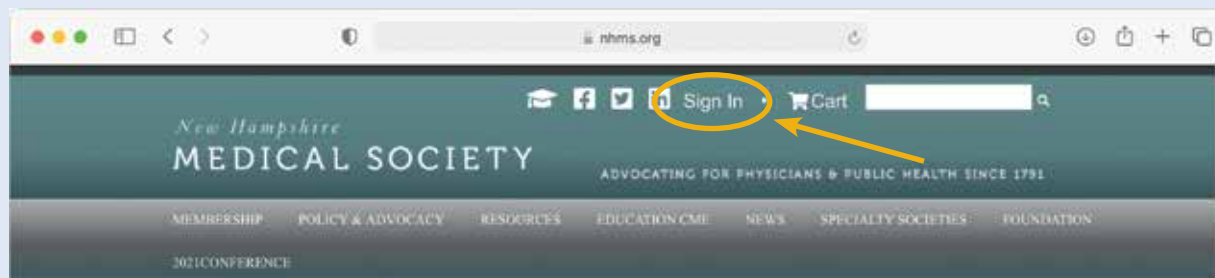 nhms.org
Sign In • Cart
New Hampshire
MEDICAL SOCIETY
ADVOCATING FOR PHYSICIANS & PUBLIC HEALTH SINCE 1791
MEMBERSHIP POLICY & ADVOCACY RESOURCES EDUCATION CME NEWS SPECIALTY SOCIETIES FOUNDATION
2021CONFERENCE